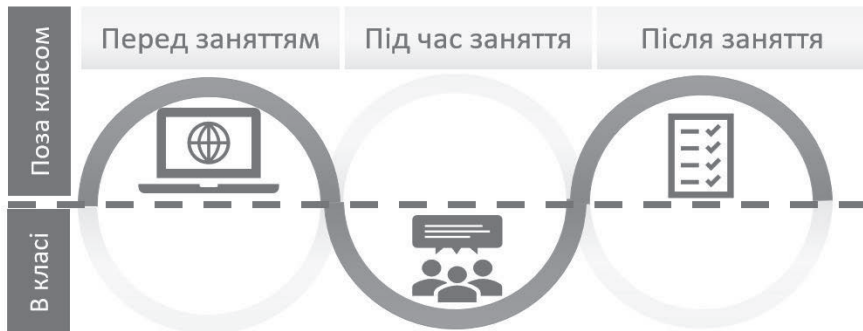 Перед заняттям
Під час заняття
Після заняття
Поза класом
В класі